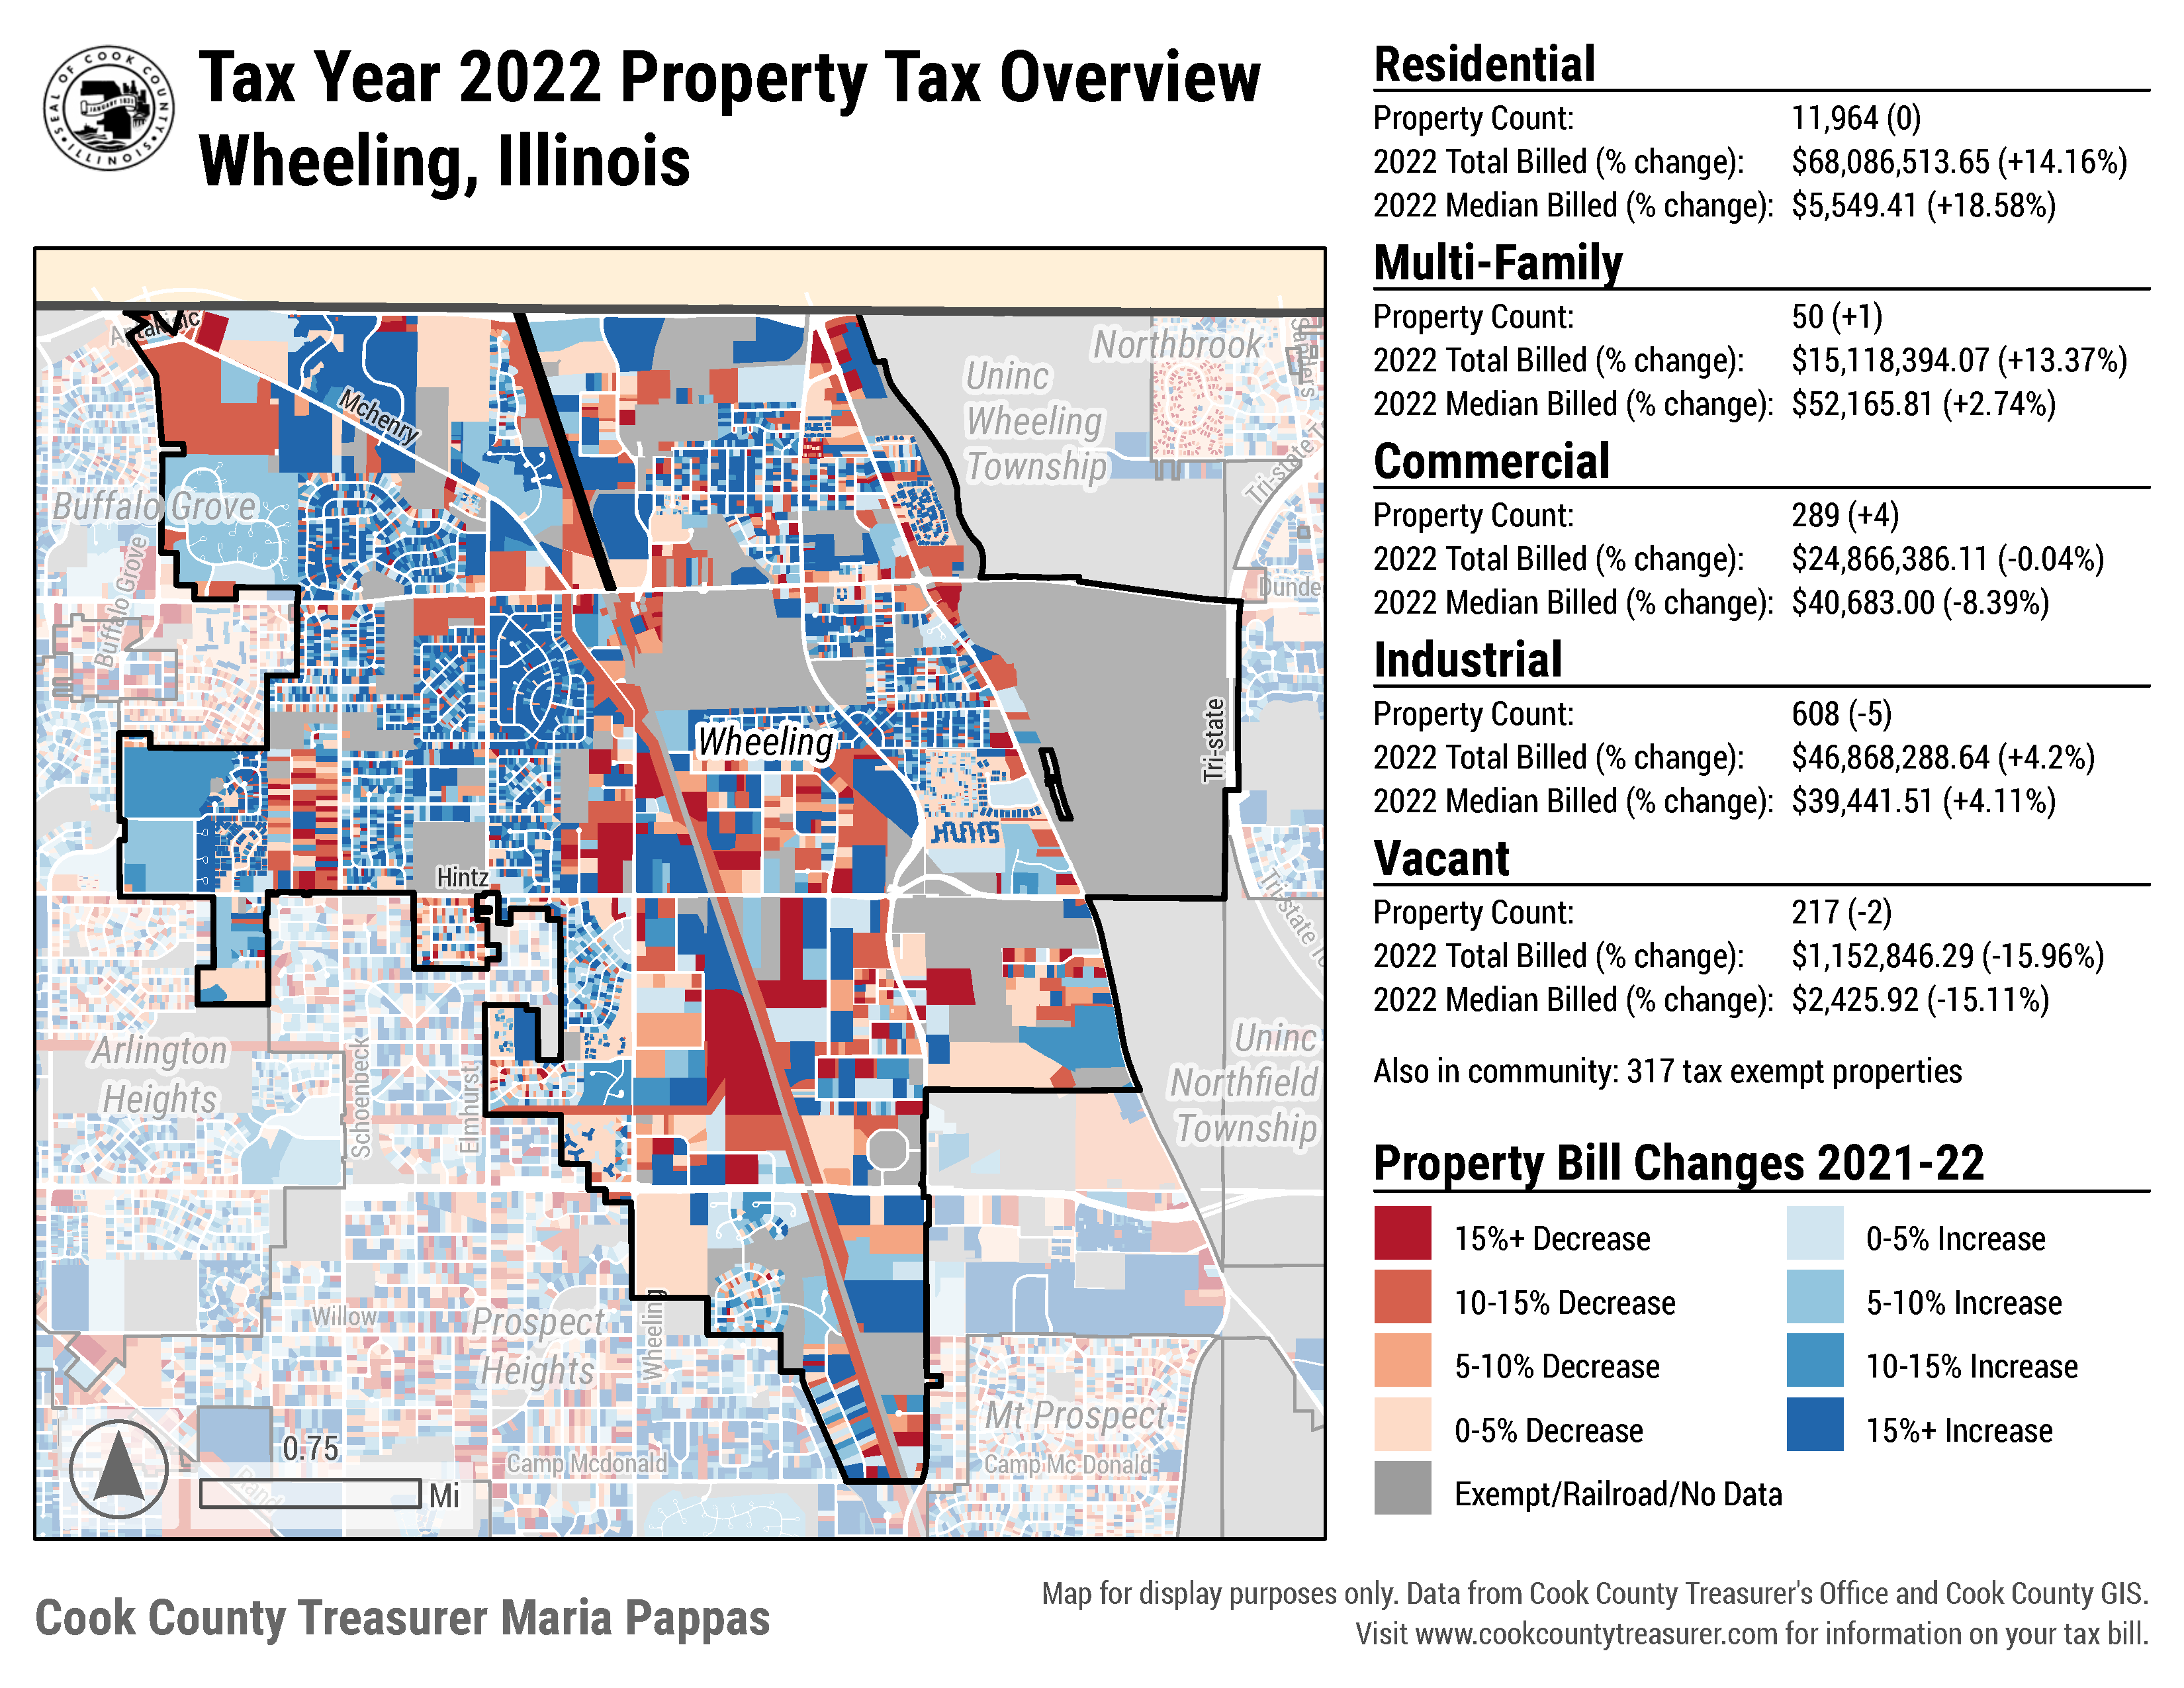 SEAL OF COOK COUNTY
JANUARY 1831
ILLINOIS
Tax Year 2022 Property Tax Overview
Wheeling, Illinois
Northbrook
Sanders
Uninc
Wheeling
Township
Mchenry
Buffalo Grove
Buffalo Grove
Wheeling
Tri-state
Hintz
Arlington
Heights
Schoenbeck
Elmhurst
Uninc
Northfield
Township
Willow
Prospect
Heights
Wheeling
Mt Prospect
Camp Mcdonald
Camp Mc Donald
0.75
Mi
Residential
Property Count: 11,964 (0)
2022 Total Billed (% change): $68,086,513.65 (+14.16%)
2022 Median Billed (% change): $5,549.41 (+18.58%)
Multi-Family
Property Count: 50 (+1)
2022 Total Billed (% change): $15,118,394.07 (+13.37%)
2022 Median Billed (% change): $52,165.81 (+2.74%)
Commercial
Property Count: 289 (+4)
2022 Total Billed (% change): $24,866,386.11 (-0.04%)
2022 Median Billed (% change): $40,683.00 (-8.39%)
Industrial
Property Count: 608 (-5)
2022 Total Billed (% change): $46,868,288.64 (+4.2%)
2022 Median Billed (% change): $39,441.51 (+4.11%)
Vacant
Property Count: 217 (-2)
2022 Total Billed (% change): $1,152,846.29 (-15.96%)
2022 Median Billed (% change): $2,425.92 (-15.11%)
Also in community: 317 tax exempt properties
Property Bill Changes 2021-22
15%+ Decrease
10-15% Decrease
5-10% Decrease
0-5% Decrease
Exempt/Railroad/No Data
0-5% Increase
5-10% Increase
10-15% Increase
15%+ Increase
Cook County Treasurer Maria Pappas
Map for display purposes only. Data from Cook County Treasurer's Office and Cook County GIS.
Visit www.cookcountytreasurer.com for information on your tax bill.